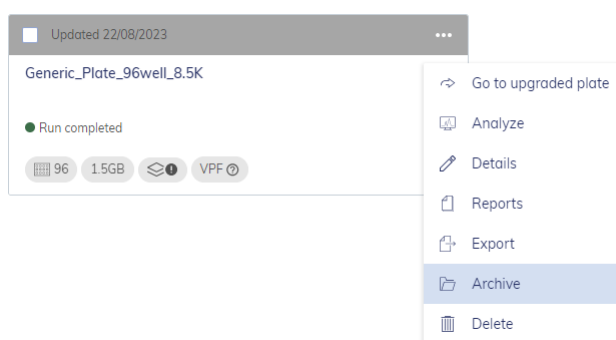 Updated 22/08/2023
Generic_Plate_96well_8.5K
Run completed
96 1.5GB VPF
Go to upgraded plate
Analyze
Details
Reports
Export
Archive
Delete